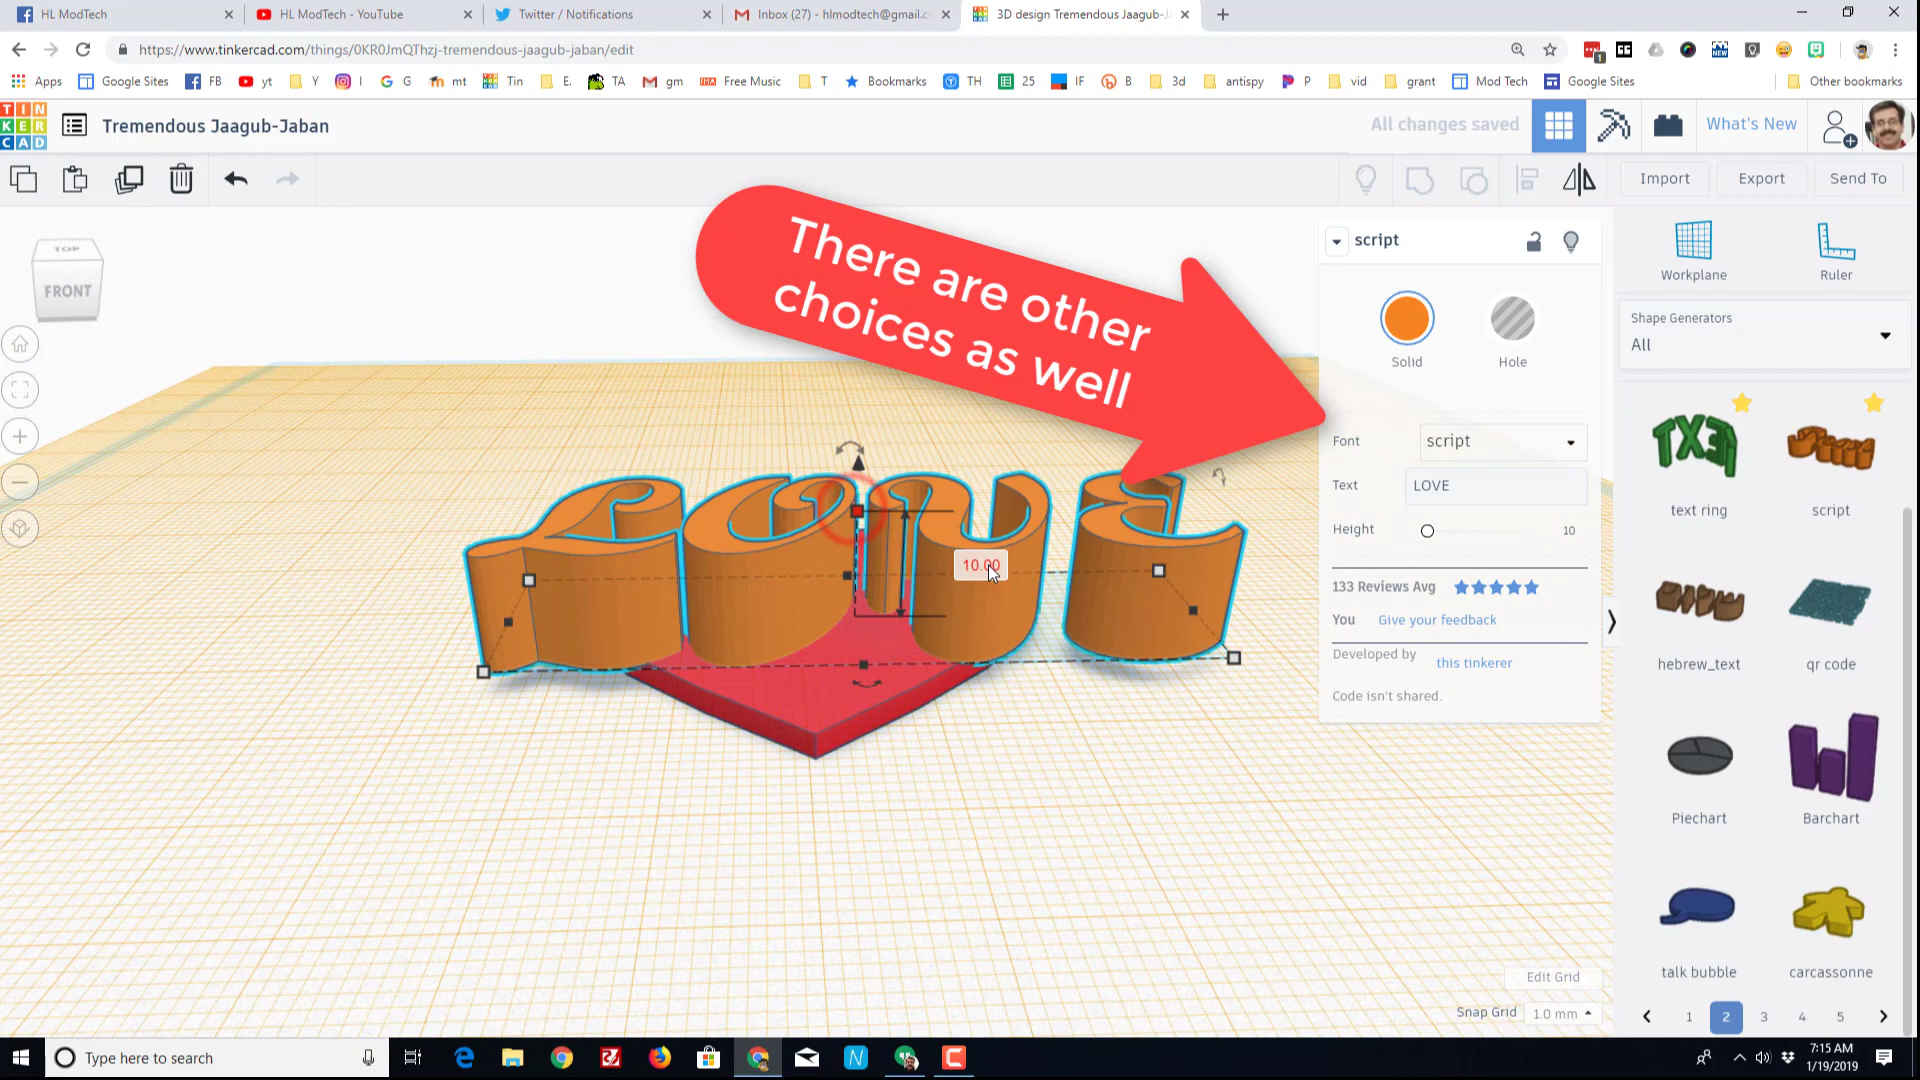 HL ModTech
HL ModTech - YouTube
Twitter / Notifications
Inbox (27) - hlmodtech@gmail.c
3D design Tremendous Jaagub-J
https://www.tinkercad.com/things/0KR0JmQThzj-tremendous-jaagub-jaban/edit
Apps
Google Sites
FB
yt
Y
I
G
mt
Tin
E.
TA
gm
Free Music
T
Bookmarks
TH
25
IF
B
3d
antispy
P
vid
grant
Mod Tech
Google Sites
Other bookmarks
TIN
KER
CAD
Tremendous Jaagub-Jaban
All changes saved
What's New
Import
Export
Send To
TOP
FRONT
There are other
choices as well
script
Solid
Hole
Font
script
Text
LOVE
Height
10
133 Reviews Avg
You
Give your feedback
Developed by
this tinkerer
Code isn't shared.
LOVE
10.00
Workplane
Ruler
Shape Generators
All
TEXT
text ring
script
hebrew_text
qr code
Piechart
Barchart
talk bubble
carcassonne
Edit Grid
Snap Grid
1.0 mm
1
2
3
4
5
Type here to search
7:15 AM
1/19/2019